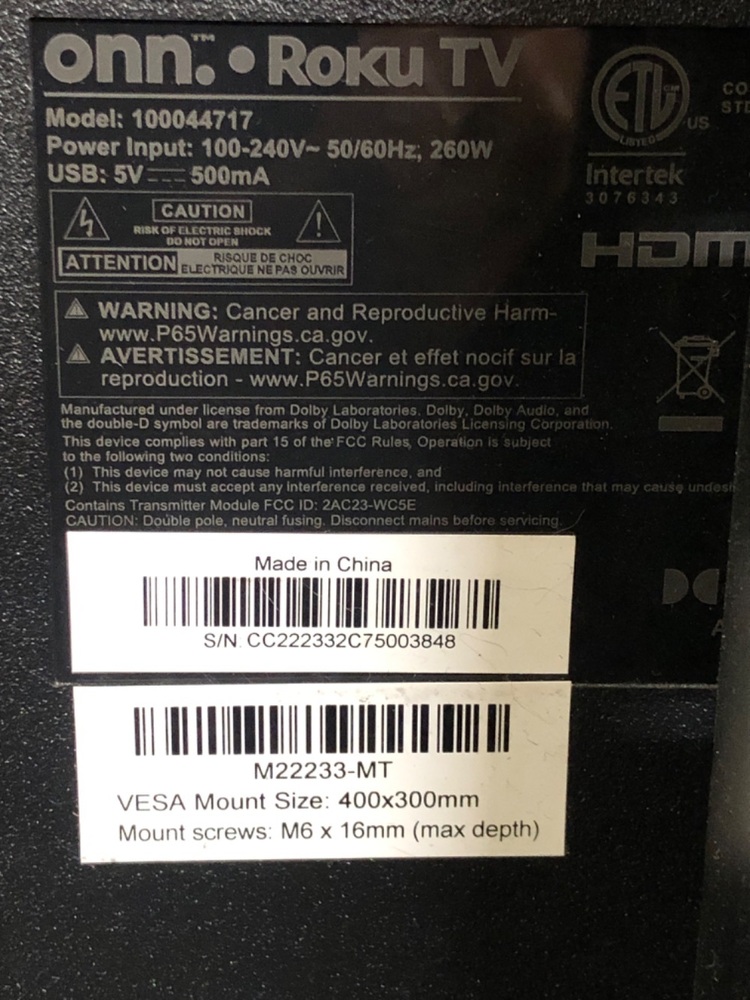 onn.™ • Roku TV
Model: 100044717
Power Input: 100-240V~ 50/60Hz, 260W
USB: 5V⎓500mA
CAUTION
RISK OF ELECTRIC SHOCK
DO NOT OPEN
ATTENTION RISQUE DE CHOC
ELECTRIQUE NE PAS OUVRIR
WARNING: Cancer and Reproductive Harm-
www.P65Warnings.ca.gov.
AVERTISSEMENT: Cancer et effet nocif sur la
reproduction - www.P65Warnings.ca.gov.
Manufactured under license from Dolby Laboratories. Dolby, Dolby Audio, and
the double-D symbol are trademarks of Dolby Laboratories Licensing Corporation.
This device complies with part 15 of the FCC Rules, Operation is subject
to the following two conditions:
(1) This device may not cause harmful interference, and
(2) This device must accept any interference received, including interference that may cause undesi
Contains Transmitter Module FCC ID: 2AC23-WC5E
CAUTION: Double pole, neutral fusing. Disconnect mains before servicing.
ETL
CM
US
LISTED
Intertek
3076343
CO
STI
HDM
Made in China
S/N. CC222332C75003848
M22233-MT
VESA Mount Size: 400x300mm
Mount screws: M6 x 16mm (max depth)